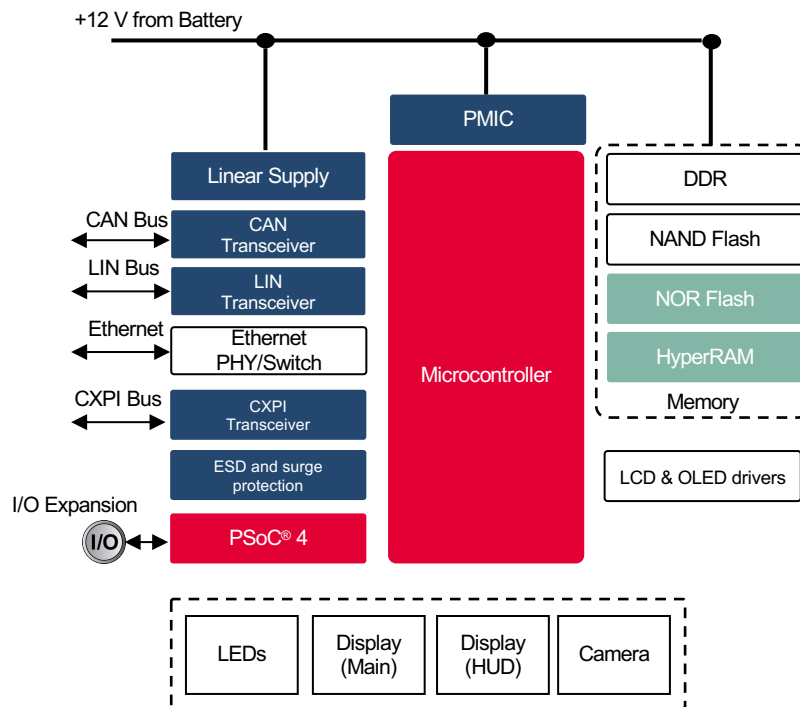 +12 V from Battery
PMIC
Linear Supply
CAN Bus
CAN
Transceiver
LIN Bus
LIN
Transceiver
Ethernet
Ethernet
PHY/Switch
CXPI Bus
CXPI
Transceiver
ESD and surge
protection
I/O Expansion
I/O
PSoC® 4
Microcontroller
DDR
NAND Flash
NOR Flash
HyperRAM
Memory
LCD & OLED drivers
LEDs
Display
(Main)
Display
(HUD)
Camera